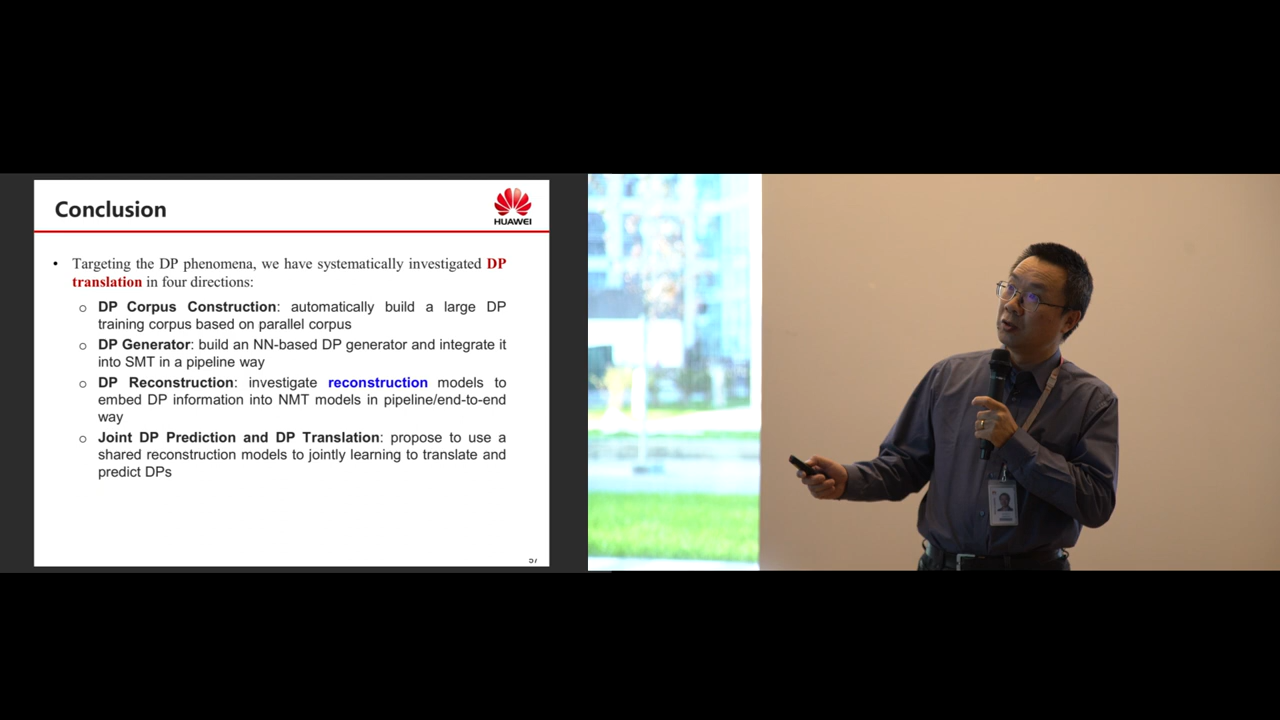 Conclusion
HUAWEI
• Targeting the DP phenomena, we have systematically investigated DP
translation in four directions:
o DP Corpus Construction: automatically build a large DP
training corpus based on parallel corpus
o DP Generator: build an NN-based DP generator and integrate it
into SMT in a pipeline way
o DP Reconstruction: investigate reconstruction models to
embed DP information into NMT models in pipeline/end-to-end
way
o Joint DP Prediction and DP Translation: propose to use a
shared reconstruction models to jointly learning to translate and
predict DPs